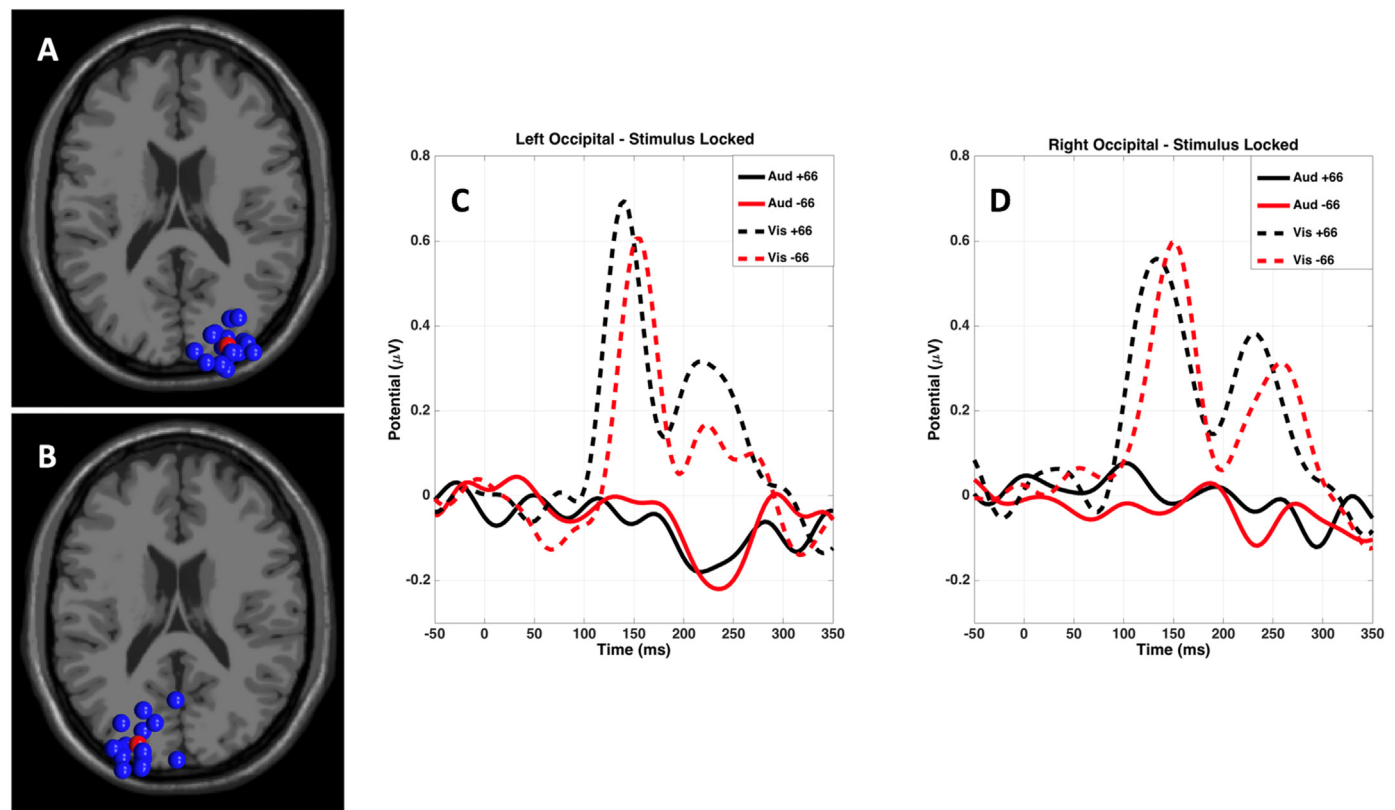 A
B
Left Occipital - Stimulus Locked
C
Aud +66
Aud -66
Vis +66
Vis -66
Potential (μV)
0.8
0.6
0.4
0.2
0
-0.2
-50 0 50 100 150 200 250 300 350
Time (ms)
Right Occipital - Stimulus Locked
D
Aud +66
Aud -66
Vis +66
Vis -66
Potential (μV)
0.8
0.6
0.4
0.2
0
-0.2
-50 0 50 100 150 200 250 300 350
Time (ms)